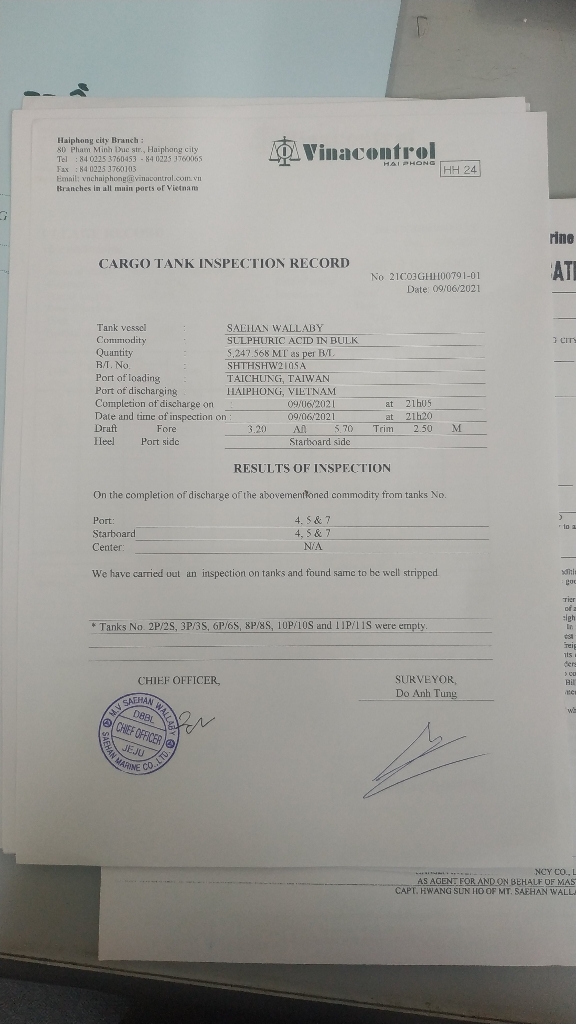 Haiphong city Branch :
80 Pham Minh Duc str., Haiphong city
Tel : 84 0225 3760453 - 84 0225 3760065
Fax : 84 0225 3760103
Email: vnchaiphong@vinacontrol.com.vn
Branches in all main ports of Vietnam
Vinacontrol
HAI PHONG
HH 24
CARGO TANK INSPECTION RECORD
No 21C03GHH00791-01
Date: 09/06/2021
Tank vessel : SAEHAN WALLABY
Commodity : SULPHURIC ACID IN BULK
Quantity : 5,247.568 MT as per B/L
B/L No. : SHTHSHW2105A
Port of loading : TAICHUNG, TAIWAN
Port of discharging : HAIPHONG, VIETNAM
Completion of discharge on : 09/06/2021 at 21h05
Date and time of inspection on : 09/06/2021 at 21h20
Draft Fore 3.20 Aft 5.70 Trim 2.50 M
Heel Port side Starboard side
RESULTS OF INSPECTION
On the completion of discharge of the abovementioned commodity from tanks No.
Port: 4, 5 & 7
Starboard 4, 5 & 7
Center: N/A
We have carried out an inspection on tanks and found same to be well stripped
* Tanks No. 2P/2S, 3P/3S, 6P/6S, 8P/8S, 10P/10S and 11P/11S were empty.
CHIEF OFFICER,
SURVEYOR,
Do Anh Tung
M.V SAEHAN WALLABY
DBBL
CHIEF OFFICER
JEJU
SAEHAN MARINE CO.,LTD.
NCY CO., L
AS AGENT FOR AND ON BEHALF OF MAS
CAPT. HWANG SUN HO OF MT. SAEHAN WALLA